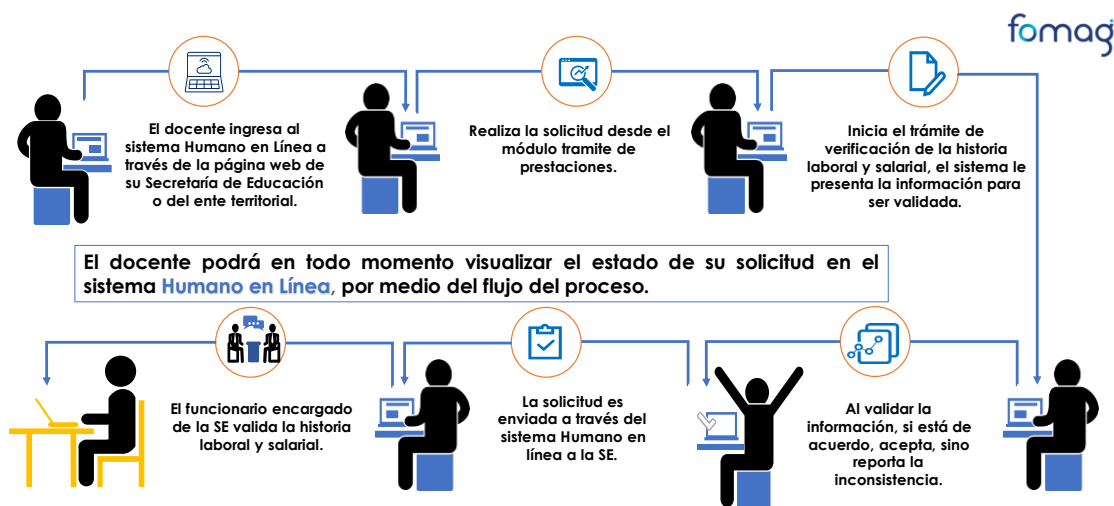 fomag
El docente ingresa al
sistema Humano en Línea a
través de la página web de
su Secretaría de Educación
o del ente territorial.
Realiza la solicitud desde el
módulo tramite de
prestaciones.
Inicia el trámite de
verificación de la historia
laboral y salarial, el sistema le
presenta la información para
ser validada.
El docente podrá en todo momento visualizar el estado de su solicitud en el
sistema Humano en Línea, por medio del flujo del proceso.
Al validar la
información, si está de
acuerdo, acepta, sino
reporta la
inconsistencia.
La solicitud es
enviada a través del
sistema Humano en
línea a la SE.
El funcionario encargado
de la SE valida la historia
laboral y salarial.